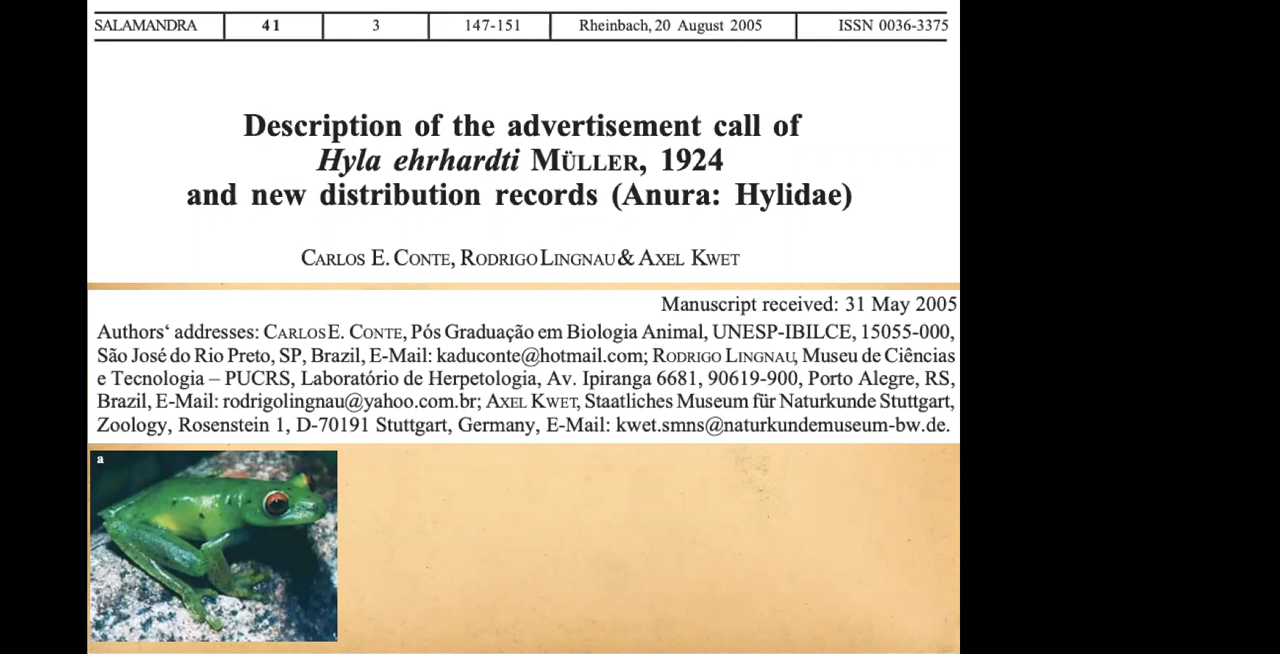 SALAMANDRA 41 3 147-151 Rheinbach, 20 August 2005 ISSN 0036-3375
Description of the advertisement call of
Hyla ehrhardti MÜLLER, 1924
and new distribution records (Anura: Hylidae)
CARLOS E. CONTE, RODRIGO LINGNAU & AXEL KWET
Manuscript received: 31 May 2005
Authors‘ addresses: CARLOS E. CONTE, Pós Graduação em Biologia Animal, UNESP-IBILCE, 15055-000,
São José do Rio Preto, SP, Brazil, E-Mail: kaduconte@hotmail.com; RODRIGO LINGNAU, Museu de Ciências
e Tecnologia – PUCRS, Laboratório de Herpetologia, Av. Ipiranga 6681, 90619-900, Porto Alegre, RS,
Brazil, E-Mail: rodrigolingnau@yahoo.com.br; AXEL KWET, Staatliches Museum für Naturkunde Stuttgart,
Zoology, Rosenstein 1, D-70191 Stuttgart, Germany, E-Mail: kwet.smns@naturkundemuseum-bw.de.
a